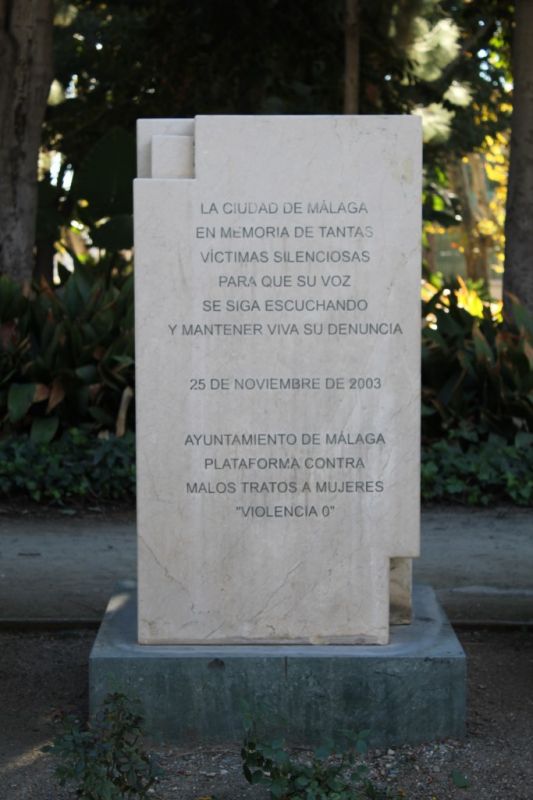 LA CIUDAD DE MÁLAGA
EN MEMORIA DE TANTAS
VÍCTIMAS SILENCIOSAS
PARA QUE SU VOZ
SE SIGA ESCUCHANDO
Y MANTENER VIVA SU DENUNCIA
25 DE NOVIEMBRE DE 2003
AYUNTAMIENTO DE MÁLAGA
PLATAFORMA CONTRA
MALOS TRATOS A MUJERES
"VIOLENCIA 0"